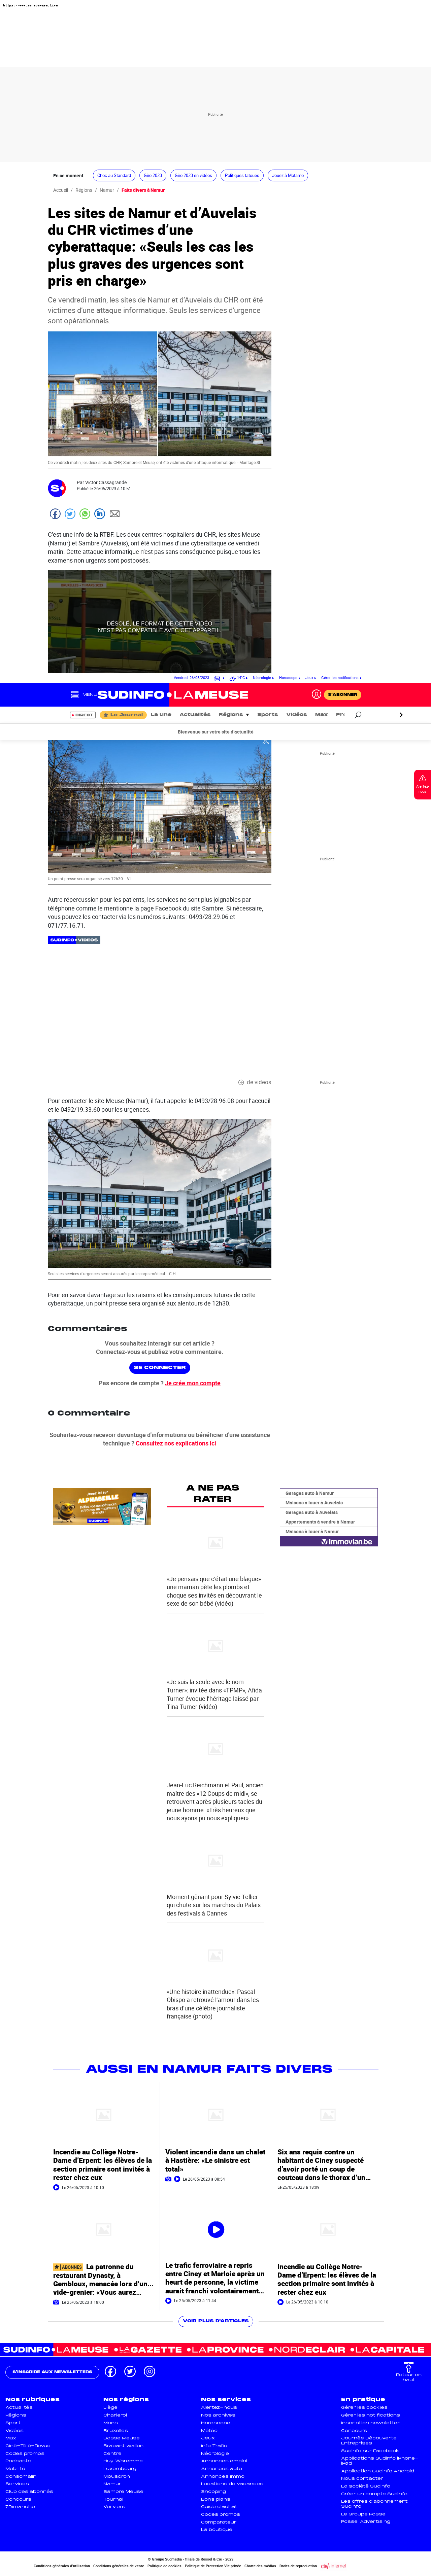 https://www.ransomware.live
Publicité
En ce moment
Choc au Standard
Giro 2023
Giro 2023 en vidéos
Politiques tatoués
Jouez à Motamo
Accueil / Régions / Namur / Faits divers à Namur
Les sites de Namur et d’Auvelais
du CHR victimes d’une
cyberattaque: «Seuls les cas les
plus graves des urgences sont
pris en charge»
Ce vendredi matin, les sites de Namur et d’Auvelais du CHR ont été
victimes d’une attaque informatique. Seuls les services d’urgence
sont opérationnels.
Ce vendredi matin, les deux sites du CHR, Sambre et Meuse, ont été victimes d’une attaque informatique. - Montage SI
Par Victor Cassagrande
Publié le 26/05/2023 à 10:51
C’est une info de la RTBF. Les deux centres hospitaliers du CHR, les sites Meuse
(Namur) et Sambre (Auvelais), ont été victimes d’une cyberattaque ce vendredi
matin. Cette attaque informatique n’est pas sans conséquence puisque tous les
examens non urgents sont postposés.
DÉSOLÉ, LE FORMAT DE CETTE VIDÉO
N'EST PAS COMPATIBLE AVEC CET APPAREIL
Vendredi 26/05/2023
14°C
Nécrologie
Horoscope
Jeux
Gérer les notifications
MENU
SUDINFO LAMEUSE
S'ABONNER
DIRECT
Le Journal
La une
Actualités
Régions
Sports
Vidéos
Max
Bienvenue sur votre site d'actualité
Publicité
Alertez-nous
Un point presse sera organisé vers 12h30. - V.L.
Publicité
Autre répercussion pour les patients, les services ne sont plus joignables par
téléphone comme le mentionne la page Facebook du site Sambre. Si nécessaire,
vous pouvez les contacter via les numéros suivants : 0493/28.29.06 et
071/77.16.71.
SUDINFO VIDEOS
de videos
Publicité
Pour contacter le site Meuse (Namur), il faut appeler le 0493/28.96.08 pour l’accueil
et le 0492/19.33.60 pour les urgences.
Seuls les services d’urgences seront assurés par le corps médical. - C.H
Pour en savoir davantage sur les raisons et les conséquences futures de cette
cyberattaque, un point presse sera organisé aux alentours de 12h30.
Commentaires
Vous souhaitez interagir sur cet article ?
Connectez-vous et publiez votre commentaire.
SE CONNECTER
Pas encore de compte ? Je crée mon compte
0 Commentaire
Souhaitez-vous recevoir davantage d'informations ou bénéficier d'une assistance
technique ? Consultez nos explications ici
ALPHABELLE
SUDINFO
A NE PAS
RATER
«Je pensais que c’était une blague»:
une maman pète les plombs et
choque ses invités en découvrant le
sexe de son bébé (vidéo)
«Je suis la seule avec le nom
Turner»: invitée dans «TPMP», Afida
Turner évoque l’héritage laissé par
Tina Turner (vidéo)
Jean-Luc Reichmann et Paul, ancien
maître des «12 Coups de midi», se
retrouvent après plusieurs tacles du
jeune homme: «Très heureux que
nous ayons pu nous expliquer»
Moment gênant pour Sylvie Tellier
qui chute sur les marches du Palais
des festivals à Cannes
«Une histoire inattendue»: Pascal
Obispo a retrouvé l’amour dans les
bras d’une célèbre journaliste
française (photo)
Garages auto à Namur
Maisons à louer à Auvelais
Garages auto à Auvelais
Appartements à vendre à Namur
Maisons à louer à Namur
immovlan.be
AUSSI EN NAMUR FAITS DIVERS
Incendie au Collège Notre-
Dame d’Erpent: les élèves de la
section primaire sont invités à
rester chez eux
Le 26/05/2023 à 10:10
Violent incendie dans un chalet
à Hastière: «Le sinistre est
total»
Le 26/05/2023 à 08:54
Six ans requis contre un
habitant de Ciney suspecté
d’avoir porté un coup de
couteau dans le thorax d’un...
Le 25/05/2023 à 18:09
ABONNÉS La patronne du
restaurant Dynasty, à
Gembloux, menacée lors d’un...
vide-grenier: «Vous aurez...
Le 25/05/2023 à 18:00
Le trafic ferroviaire a repris
entre Ciney et Marloie après un
heurt de personne, la victime
aurait franchi volontairement...
Le 25/05/2023 à 11:44
Incendie au Collège Notre-
Dame d’Erpent: les élèves de la
section primaire sont invités à
rester chez eux
Le 26/05/2023 à 10:10
VOIR PLUS D'ARTICLES
SUDINFO LAMEUSE LAGAZETTE LAPROVINCE NORDECLAIR LACAPITALE
S'INSCRIRE AUX NEWSLETTERS
Retour en
haut
Nos rubriques
Actualités
Régions
Sport
Vidéos
Max
Ciné-Télé-Revue
Codes promos
Podcasts
Mobilité
Consomein
Services
Club des abonnés
Concours
7Dimanche
Nos régions
Liège
Charleroi
Mons
Bruxelles
Basse Meuse
Brabant wallon
Centre
Huy Waremme
Luxembourg
Mouscron
Namur
Sambre Meuse
Tournai
Verviers
Nos services
Alertez-nous
Nos archives
Horoscope
Météo
Jeux
Info Trafic
Nécrologie
Annonces emploi
Annonces auto
Annonces immo
Locations de vacances
Shopping
Bons plans
Guide d'achat
Codes promos
Comparateur
La boutique
En pratique
Gérer les cookies
Gérer les notifications
Inscription newsletter
Concours
Journée Découverte
Entreprises
Sudinfo sur Facebook
Applications Sudinfo iPhone-
iPad
Application Sudinfo Android
Nous contacter
La société Sudinfo
Créer un compte Sudinfo
Les offres d'abonnement
Sudinfo
Le Groupe Rossel
Rossel Advertising
© Groupe Sudmedia - Siteds de Rossel & Cie - 2023
Conditions générales d'utilisation - Conditions générales de vente - Politique de cookies - Politique de Protection Vie privée - Charte des médias - Droits de reproductions - CIM internet